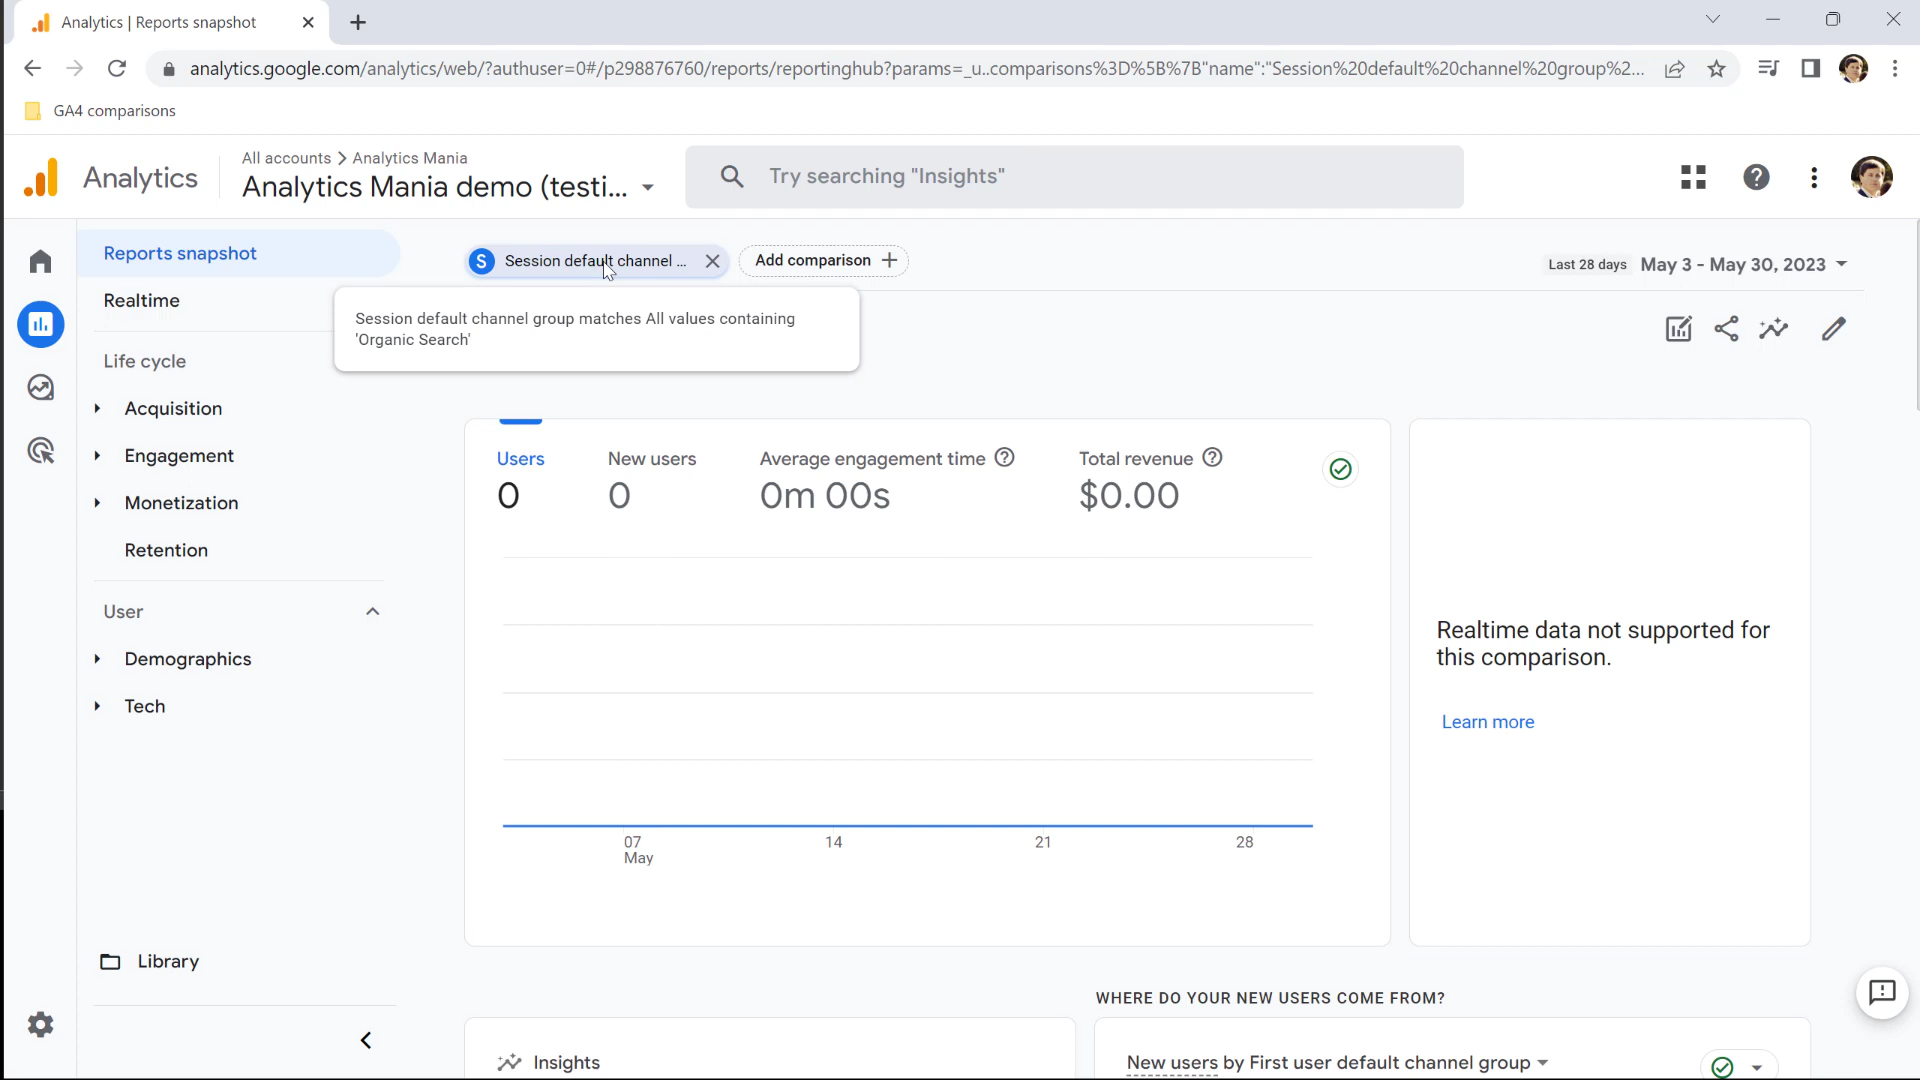 Analytics | Reports snapshot
analytics.google.com/analytics/web/?authuser=0#/p298876760/reports/reportinghub?params=_u..comparisons%3D%5B%7B"name":"Session%20default%20channel%20group%2...
GA4 comparisons
Analytics
All accounts > Analytics Mania
Analytics Mania demo (testi...
Try searching "Insights"
Reports snapshot
Realtime
Life cycle
Acquisition
Engagement
Monetization
Retention
User
Demographics
Tech
Library
S Session default channel ...
Add comparison +
Last 28 days May 3 - May 30, 2023
Session default channel group matches All values containing
'Organic Search'
Users
0
New users
0
Average engagement time
0m 00s
Total revenue
$0.00
07
May
14
21
28
Realtime data not supported for
this comparison.
Learn more
WHERE DO YOUR NEW USERS COME FROM?
Insights
New users by First user default channel group